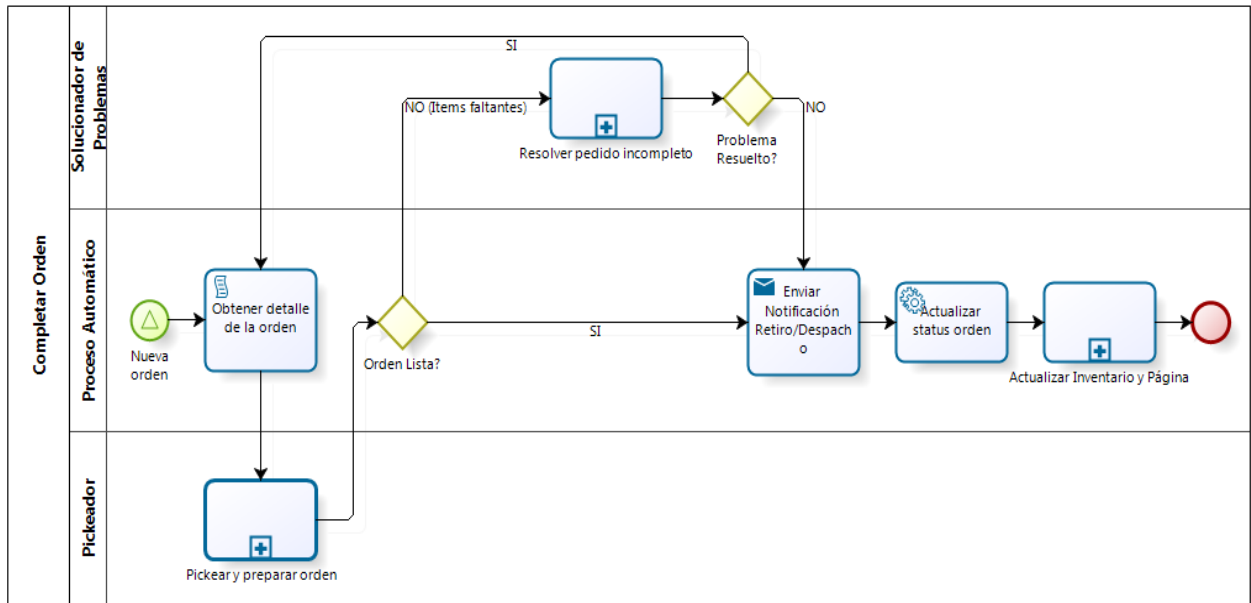 Completar Orden
Solucionador de
Problemas
SI
NO (Items faltantes)
Resolver pedido incompleto
Problema
Resuelto?
NO
Proceso Automático
Nueva
orden
Obtener detalle
de la orden
Orden Lista?
SI
Enviar
Notificación
Retiro/Despach
o
Actualizar
status orden
Actualizar Inventario y Página
Pickeador
Pickear y preparar orden